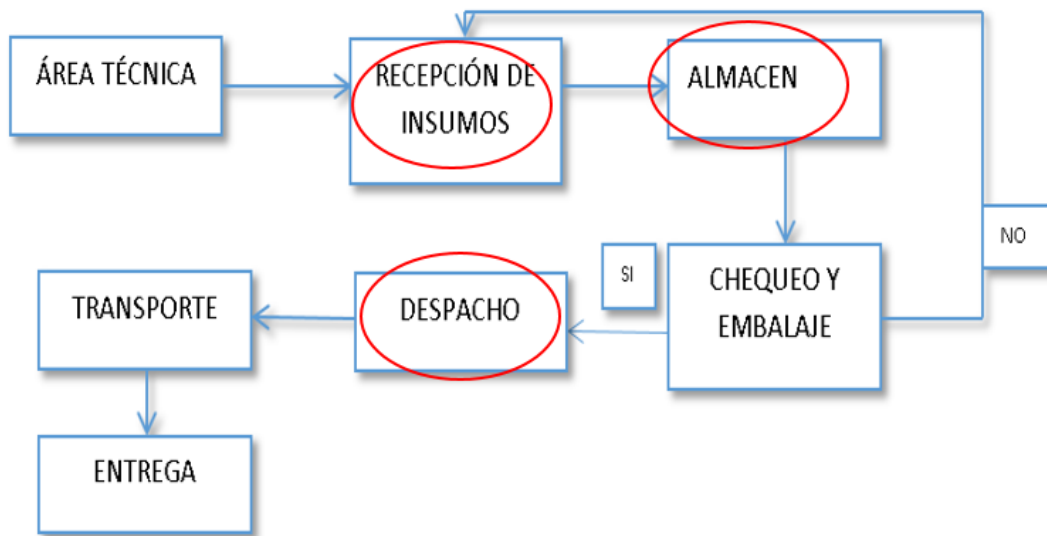 ÁREA TÉCNICA
RECEPCIÓN DE
INSUMOS
ALMACEN
NO
SI
CHEQUEO Y
EMBALAJE
DESPACHO
TRANSPORTE
ENTREGA